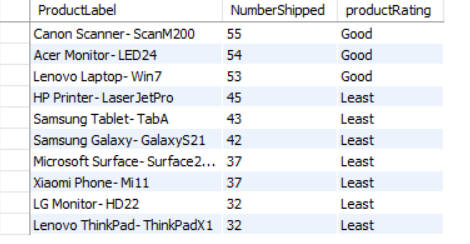 ProductLabel NumberShipped productRating
Canon Scanner- ScanM200 55 Good
Acer Monitor- LED24 54 Good
Lenovo Laptop- Win7 53 Good
HP Printer- LaserJetPro 45 Least
Samsung Tablet- TabA 43 Least
Samsung Galaxy- GalaxyS21 42 Least
Microsoft Surface- Surface2... 37 Least
Xiaomi Phone- Mi11 37 Least
LG Monitor- HD22 32 Least
Lenovo ThinkPad- ThinkPadX1 32 Least